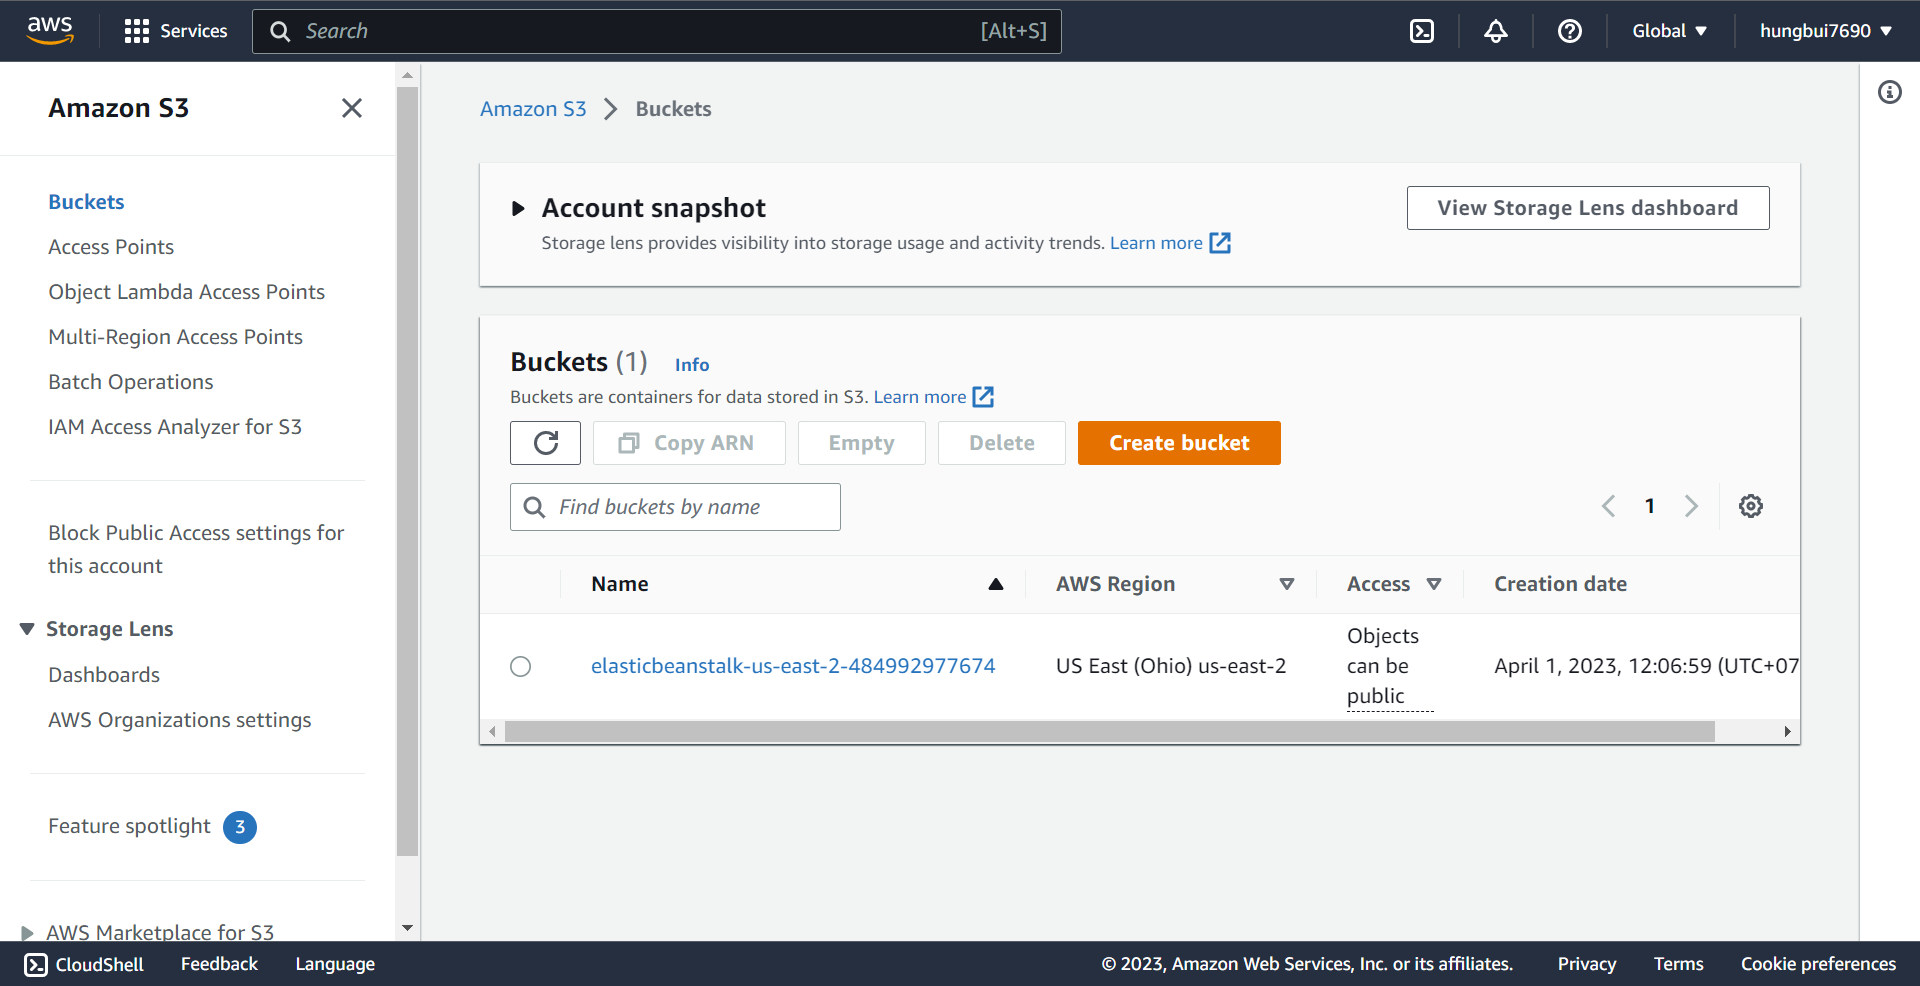 aws Services Search [Alt+S] Global hungbui7690
Amazon S3
Buckets
Access Points
Object Lambda Access Points
Multi-Region Access Points
Batch Operations
IAM Access Analyzer for S3
Block Public Access settings for
this account
Storage Lens
Dashboards
AWS Organizations settings
Feature spotlight 3
AWS Marketplace for S3
Amazon S3 Buckets
Account snapshot
View Storage Lens dashboard
Storage lens provides visibility into storage usage and activity trends. Learn more
Buckets (1) Info
Buckets are containers for data stored in S3. Learn more
Copy ARN Empty Delete Create bucket
Find buckets by name
1
Name AWS Region Access Creation date
elasticbeanstalk-us-east-2-484992977674 US East (Ohio) us-east-2 Objects
can be
public
April 1, 2023, 12:06:59 (UTC+07
CloudShell Feedback Language © 2023, Amazon Web Services, Inc. or its affiliates. Privacy Terms Cookie preferences